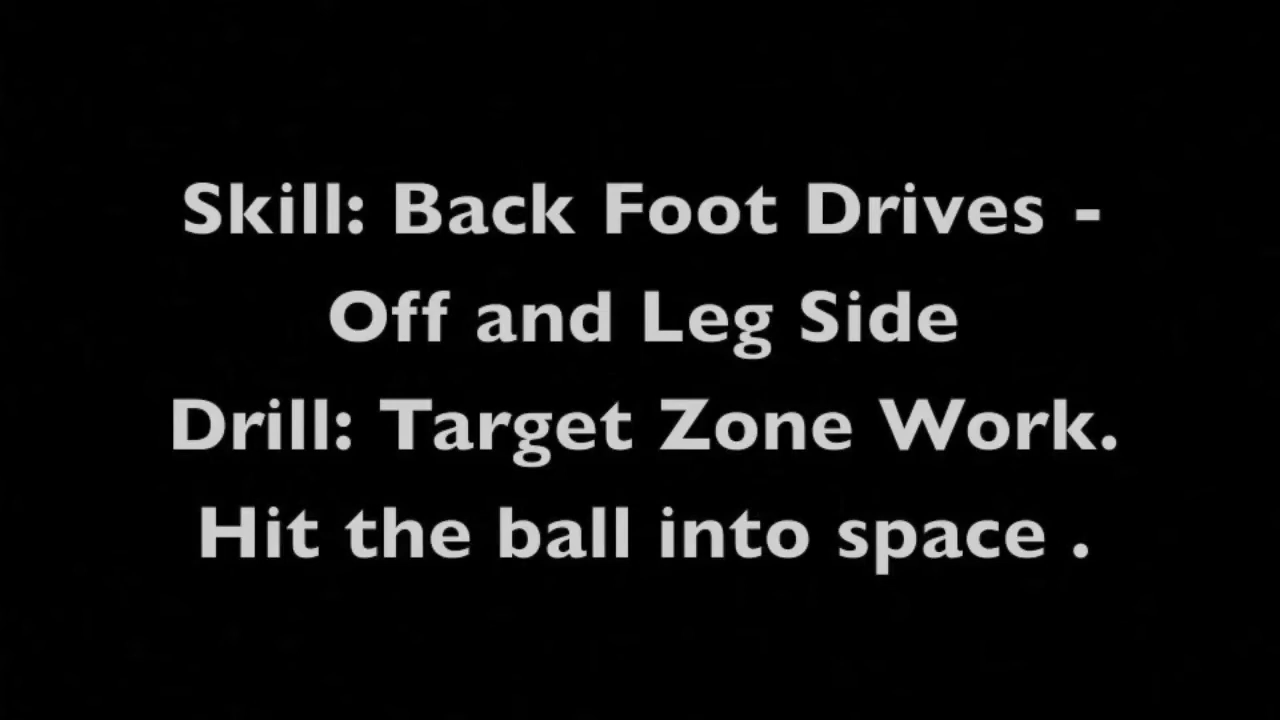 Skill: Back Foot Drives -
Off and Leg Side
Drill: Target Zone Work.
Hit the ball into space .